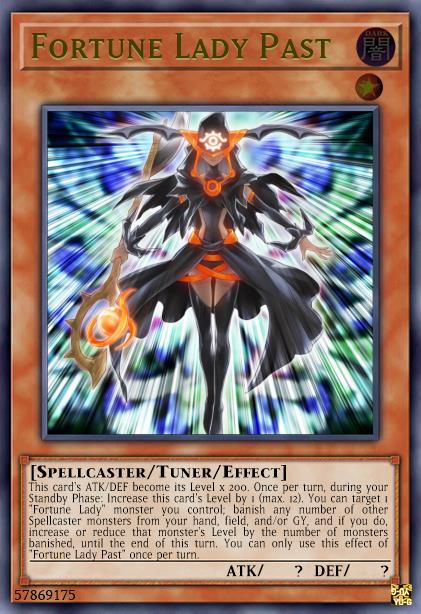 Fortune Lady Past
DARK
闇
[Spellcaster/Tuner/Effect]
This card's ATK/DEF become its Level x 200. Once per turn, during your
Standby Phase: Increase this card's Level by 1 (max. 12). You can target 1
"Fortune Lady" monster you control; banish any number of other
Spellcaster monsters from your hand, field, and/or GY, and if you do,
increase or reduce that monster's Level by the number of monsters
banished, until the end of this turn. You can only use this effect of
"Fortune Lady Past" once per turn.
ATK/ ? DEF/ ?
57869175